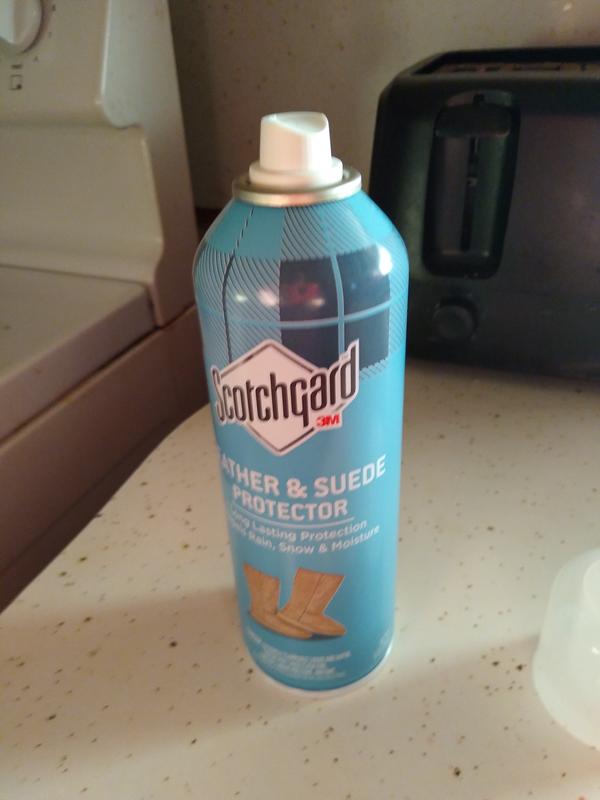 Scotchgard
3M
ATHER & SUEDE
PROTECTOR
Long Lasting Protection
Rain, Snow & Moisture